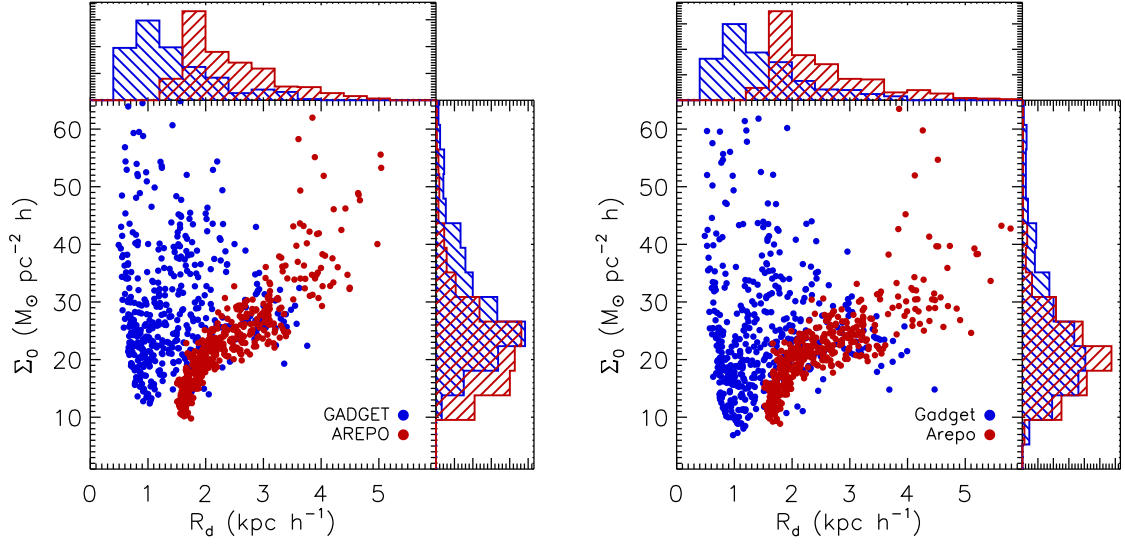 60
50
40
30
20
10
Σ₀ (M⊙ pc⁻² h)
GADGET
AREPO
0 1 2 3 4 5
R_d (kpc h⁻¹)
60
50
40
30
20
10
Σ₀ (M⊙ pc⁻² h)
Gadget
Arepo
0 1 2 3 4 5
R_d (kpc h⁻¹)